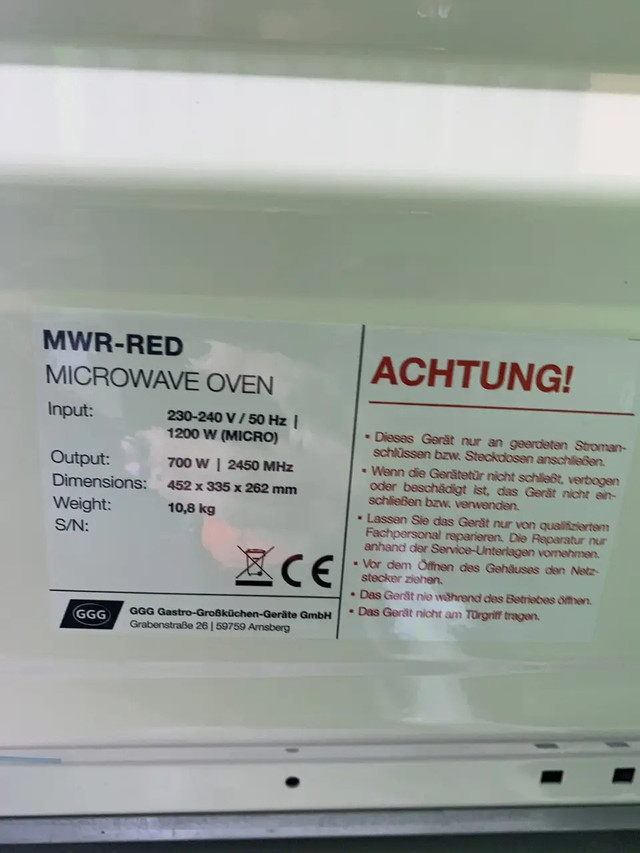 MWR-RED
MICROWAVE OVEN
Input: 230-240 V / 50 Hz |
1200 W (MICRO)
Output: 700 W | 2450 MHz
Dimensions: 452 x 335 x 262 mm
Weight: 10,8 kg
S/N:
CE
GGG
GGG Gastro-Großküchen-Geräte GmbH
Grabenstraße 26 | 59759 Arnsberg
ACHTUNG!
• Dieses Gerät nur an geerdeten Stroman-
schlüssen bzw. Steckdosen anschließen.
• Wenn die Gerätetür nicht schließt, verbogen
oder beschädigt ist, das Gerät nicht ein-
schließen bzw. verwenden.
• Lassen Sie das Gerät nur von qualifiziertem
Fachpersonal reparieren. Die Reparatur nur
anhand der Service-Unterlagen vornehmen.
• Vor dem Öffnen des Gehäuses den Netz-
stecker ziehen.
• Das Gerät nie während des Betriebes öffnen.
• Das Gerät nicht am Türgriff tragen.